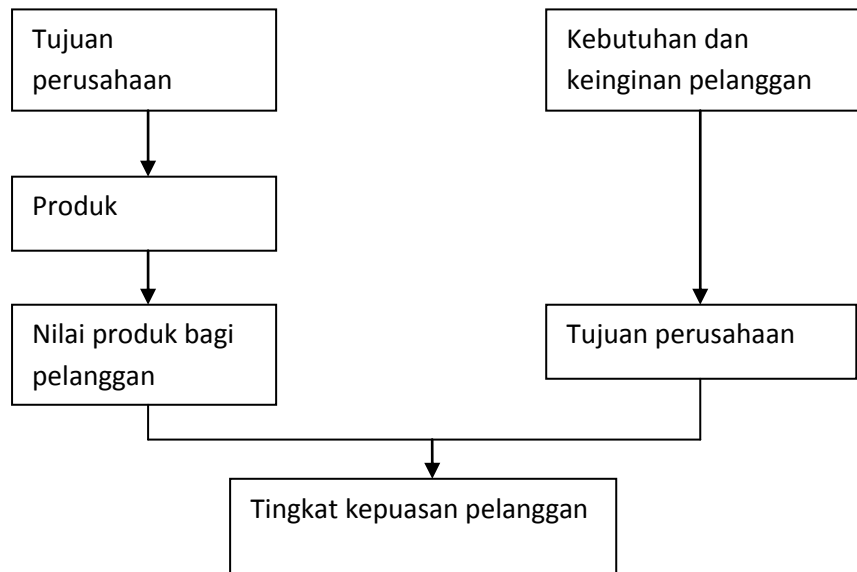 Tujuan
perusahaan
Kebutuhan dan
keinginan pelanggan
Produk
Nilai produk bagi
pelanggan
Tujuan perusahaan
Tingkat kepuasan pelanggan